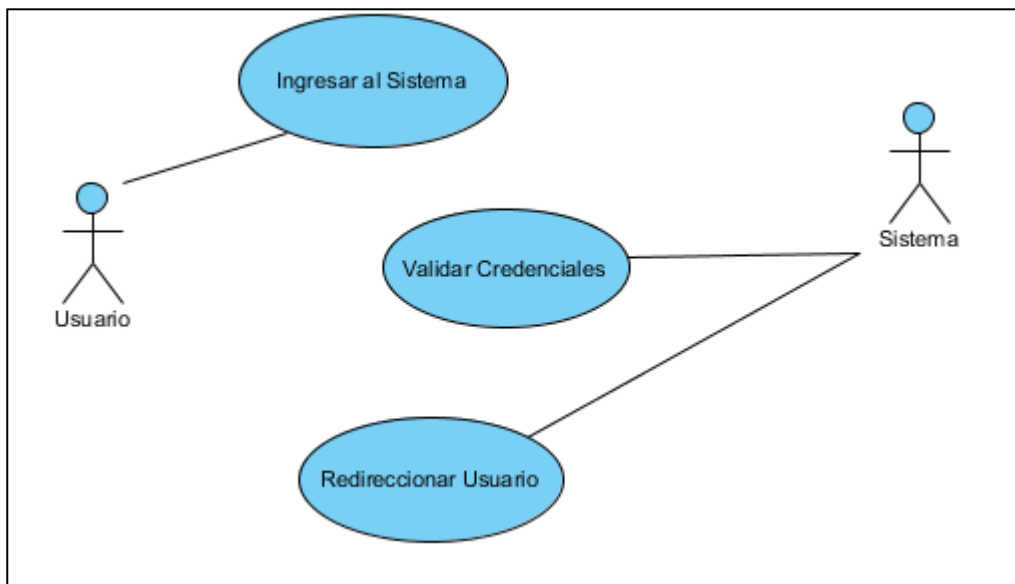 Ingresar al Sistema
Sistema
Validar Credenciales
Usuario
Redireccionar Usuario